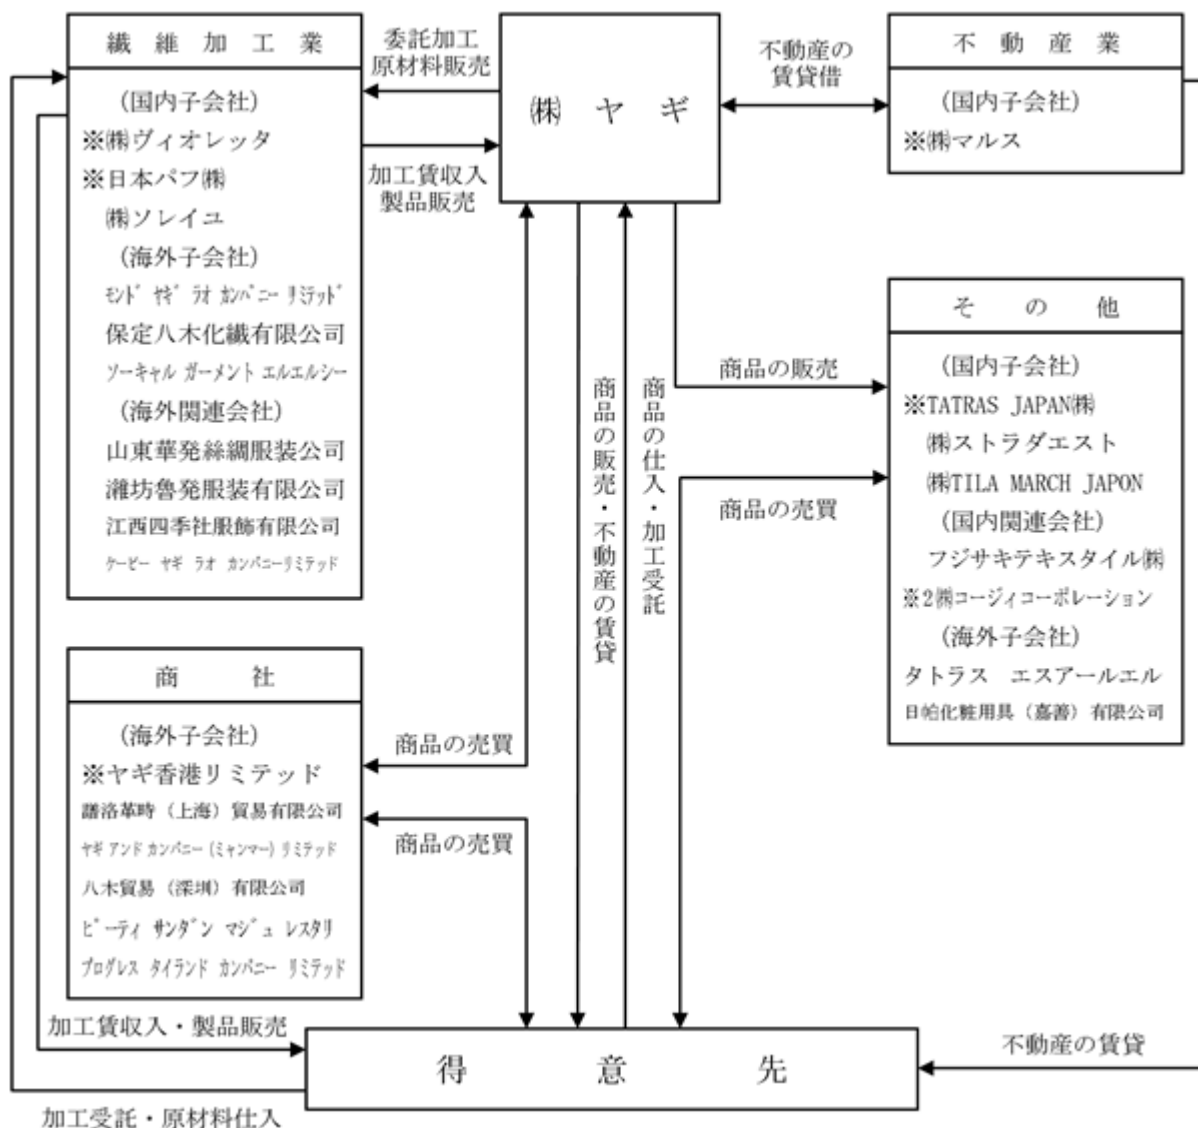 繊維加工業
(国内子会社)
※㈱ヴィオレッタ
※日本パフ㈱
㈱ソレイユ
(海外子会社)
モンド ヤギ ラオ カンパニー リミテッド
保定八木化繊有限公司
ソーキャル ガーメント エルエルシー
(海外関連会社)
山東華発絲綢服装公司
濰坊魯発服装有限公司
江西四季社服飾有限公司
ケービー ヤギ ラオ カンパニーリミテッド
委託加工
原材料販売
加工賃収入
製品販売
㈱ヤギ
不動産の
賃貸借
不動産業
(国内子会社)
※㈱マルス
その他
(国内子会社)
※TATRAS JAPAN㈱
㈱ストラダエスト
㈱TILA MARCH JAPON
(国内関連会社)
フジサキテキスタイル㈱
※2㈱コージィコーポレーション
(海外子会社)
タトラス エスアールエル
日帕化粧用具(嘉善)有限公司
商品の販売
商品の売買
商品の販売・不動産の賃貸
商品の仕入・加工受託
商社
(海外子会社)
※ヤギ香港リミテッド
譜洛革時(上海)貿易有限公司
ヤギ アンド カンパニー(ミャンマー) リミテッド
八木貿易(深圳)有限公司
ピーティ サンダン マジュ レスタリ
プログレス タイランド カンパニー リミテッド
商品の売買
商品の売買
加工賃収入・製品販売
得意先
不動産の賃貸
加工受託・原材料仕入